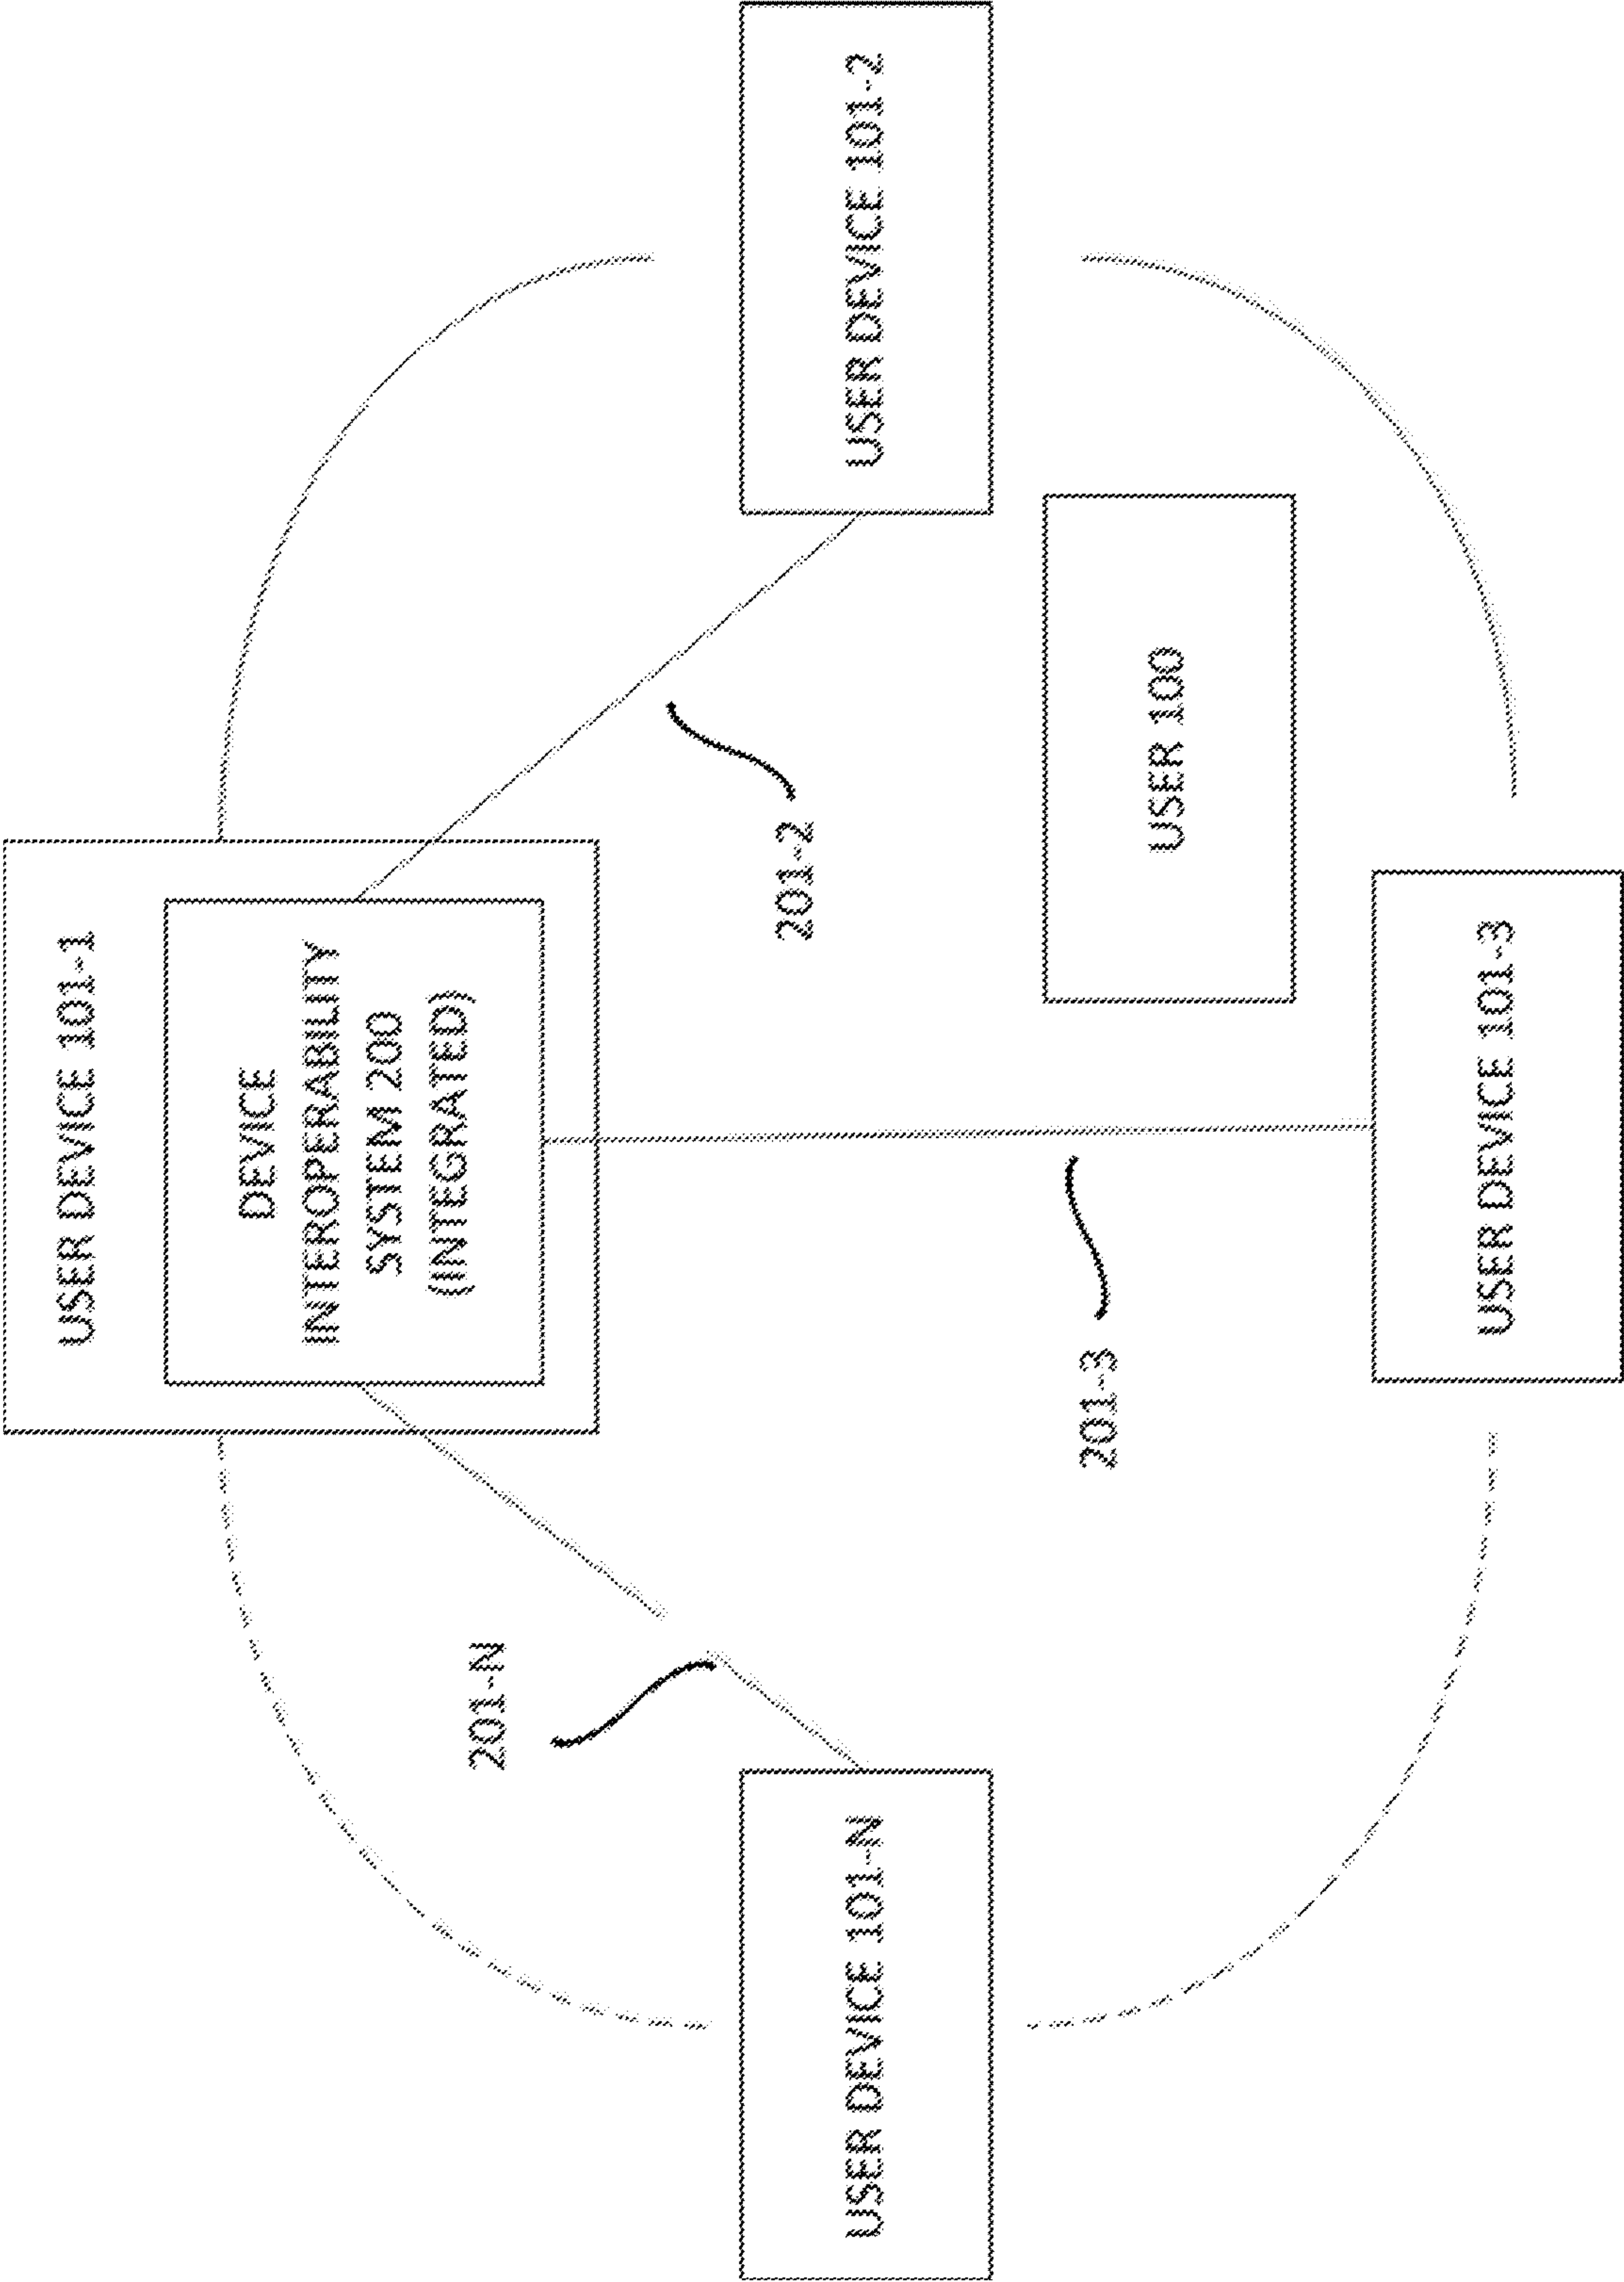 USER DEVICE 101-1
DEVICE
INTEROPERABILITY
SYSTEM 200
(INTEGRATED)
201-N
201-2
USER DEVICE 101-N
USER DEVICE 101-2
201-3
USER 100
USER DEVICE 101-3